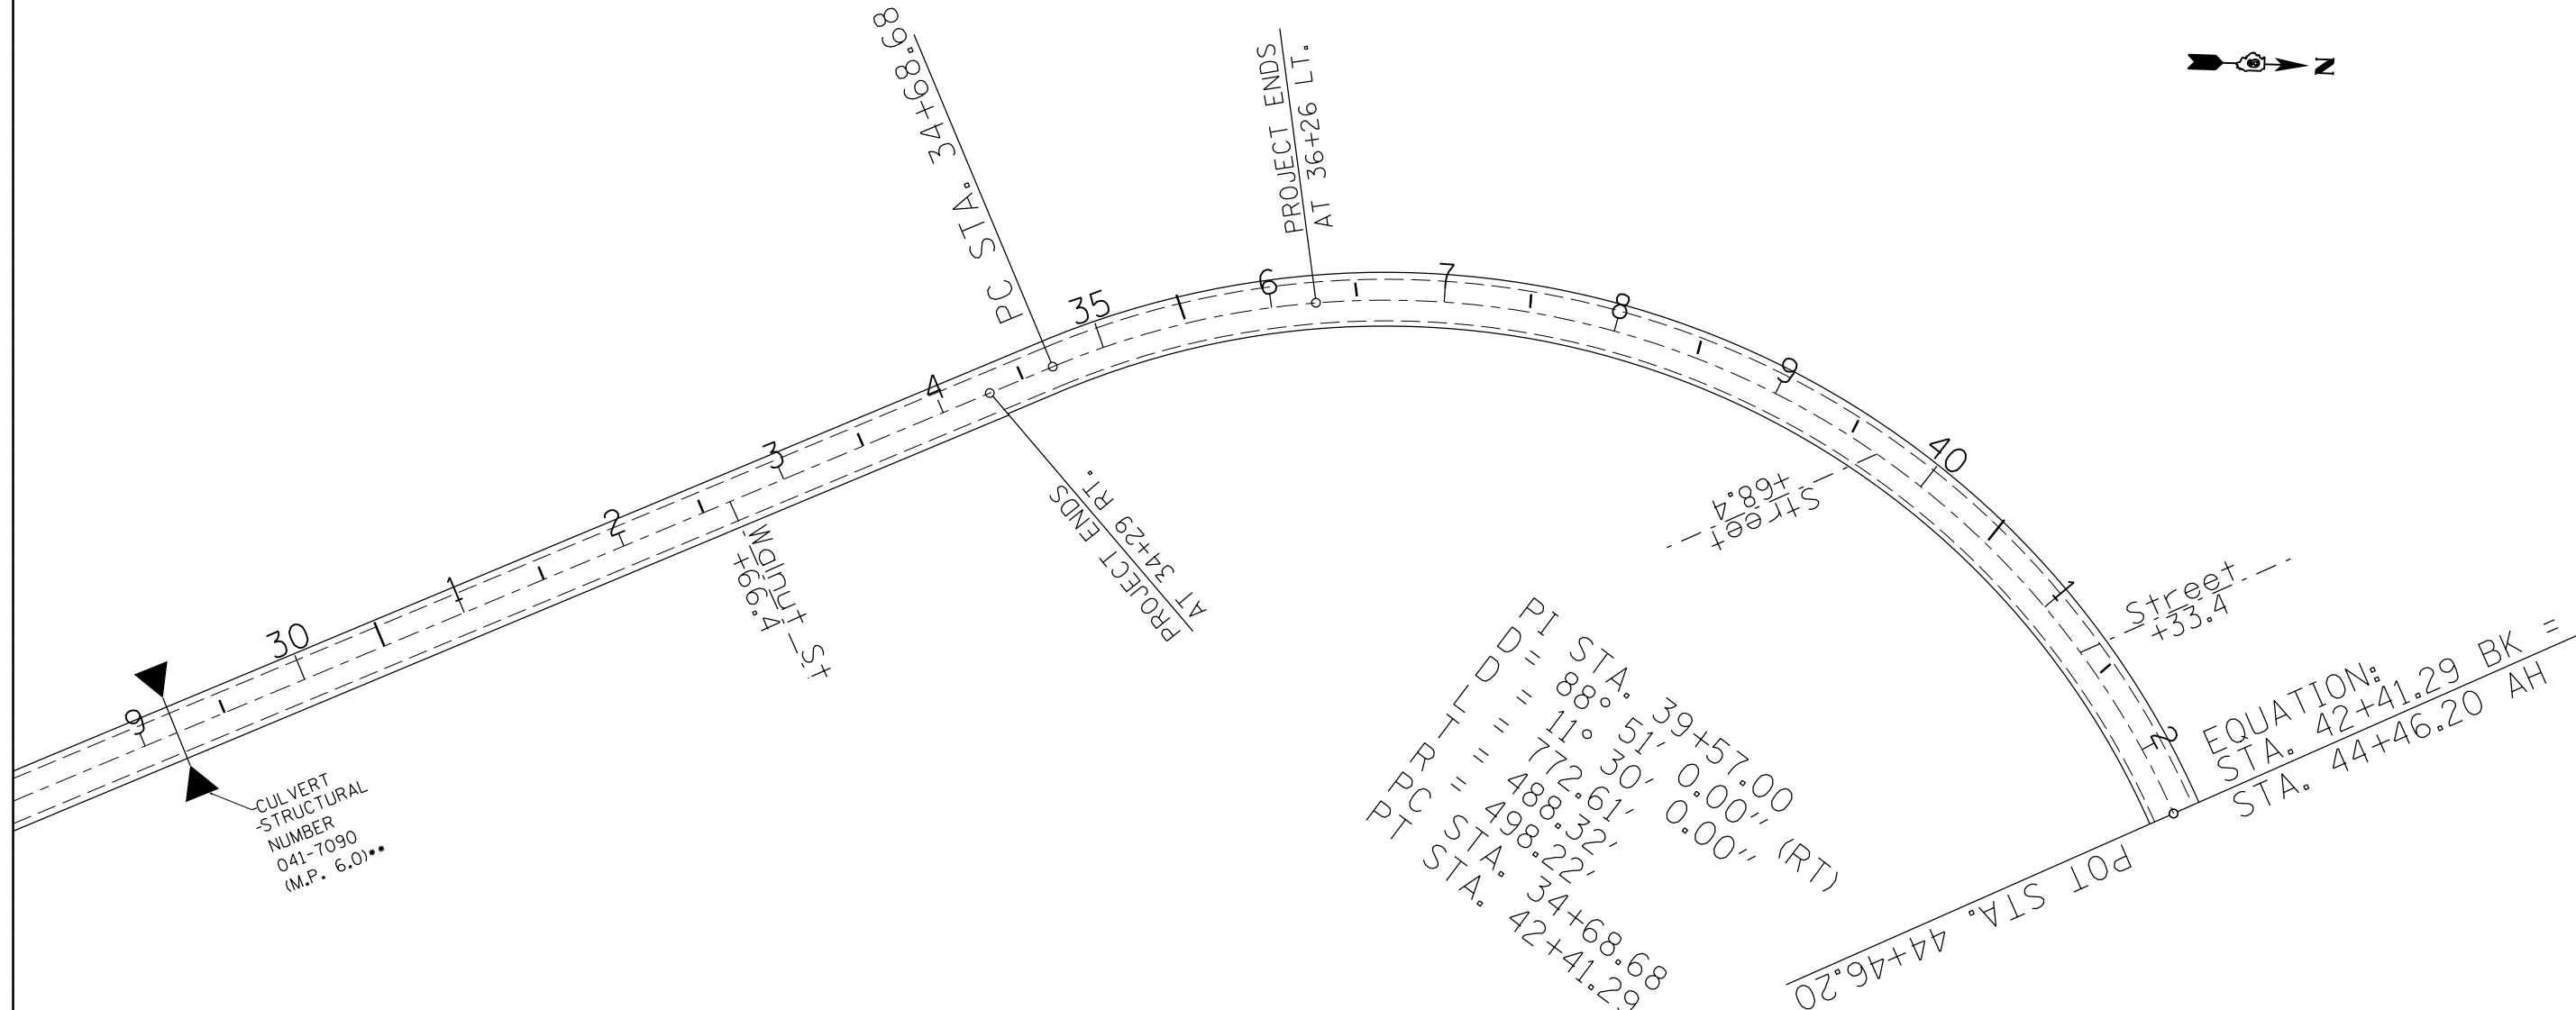 PC STA. 34+68.68
PROJECT ENDS
AT 36+26 LT.
N
9
30
1
2
3
4
35
6
7
8
9
40
1
2
Walnut St
+66.4
PROJECT ENDS
AT 34+29 RT.
+68.4
Street
Street
+33.4
CULVERT
STRUCTURAL
NUMBER
041-7090
(M.P. 6.0)**
PI STA. 39+57.00
D= 88° 51' 0.00'' (RT)
D = 11° 30' 0.00''
L = 772.61'
T = 488.32'
R = 498.22'
PC STA. 34+68.68
PT STA. 42+41.29
EQUATION:
STA. 42+41.29 BK =
STA. 44+46.20 AH
POT STA. 44+46.20